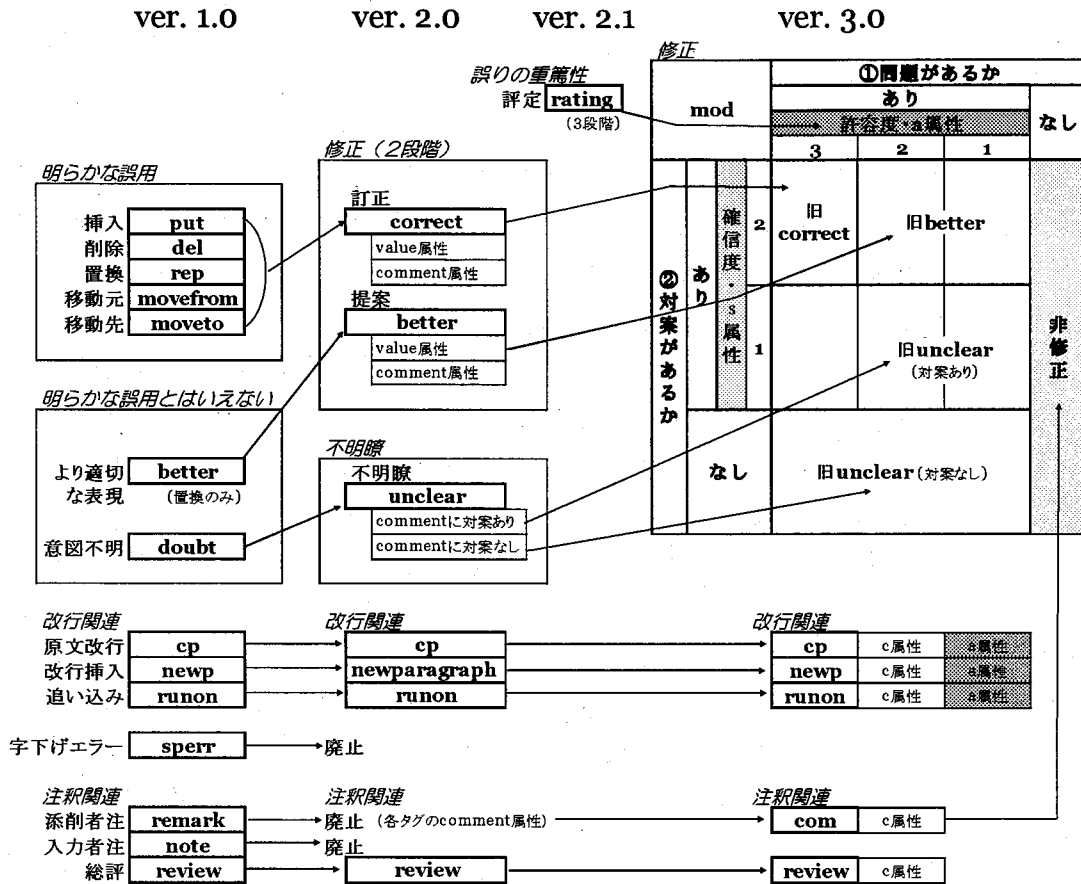 ver. 1.0 ver. 2.0 ver. 2.1 ver. 3.0
修正
誤りの重篤性
評定 rating
(3段階)
mod
①問題があるか
あり
なし
許容度・a属性
3 2 1
明らかな誤用
挿入 put
削除 del
置換 rep
移動元 movefrom
移動先 moveto
修正（2段階）
訂正
correct
value属性
comment属性
提案
better
value属性
comment属性
②対案があるか
あり
確信度・s属性
2
1
旧
correct
旧better
旧unclear
(対案あり)
なし
旧unclear(対案なし)
非修正
明らかな誤用とはいえない
より適切 better
な表現 (置換のみ)
意図不明 doubt
不明瞭
不明瞭
unclear
commentに対案あり
commentに対案なし
改行関連 改行関連 改行関連
原文改行 cp cp cp c属性 a属性
改行挿入 newp newparagraph newp c属性 a属性
追い込み runon runon runon c属性 a属性
字下げエラー sperr 廃止
注釈関連 注釈関連 注釈関連
添削者注 remark 廃止 (各タグのcomment属性) com c属性
入力者注 note 廃止
総評 review review review c属性